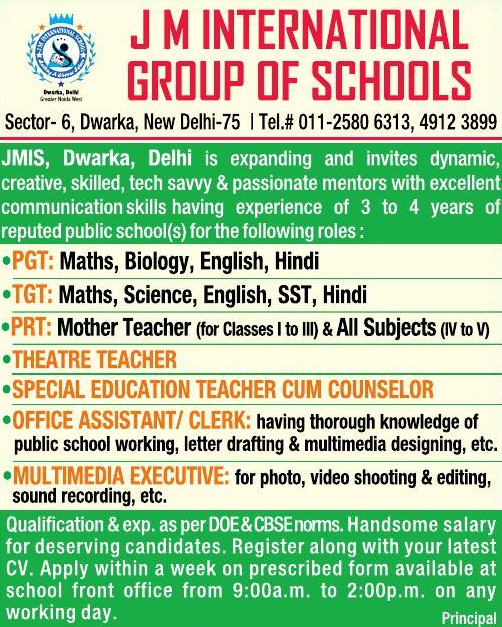 J M INTERNATIONAL
GROUP OF SCHOOLS
Dwarka, Delhi
Greater Noida West
Sector- 6, Dwarka, New Delhi-75 | Tel.# 011-2580 6313, 4912 3899
JMIS, Dwarka, Delhi is expanding and invites dynamic,
creative, skilled, tech savvy & passionate mentors with excellent
communication skills having experience of 3 to 4 years of
reputed public school(s) for the following roles :
•PGT: Maths, Biology, English, Hindi
•TGT: Maths, Science, English, SST, Hindi
•PRT: Mother Teacher (for Classes I to III) & All Subjects (IV to V)
•THEATRE TEACHER
•SPECIAL EDUCATION TEACHER CUM COUNSELOR
•OFFICE ASSISTANT/ CLERK: having thorough knowledge of
public school working, letter drafting & multimedia designing, etc.
•MULTIMEDIA EXECUTIVE: for photo, video shooting & editing,
sound recording, etc.
Qualification & exp. as per DOE & CBSE norms. Handsome salary
for deserving candidates. Register along with your latest
CV. Apply within a week on prescribed form available at
school front office from 9:00a.m. to 2:00p.m. on any
working day.
Principal